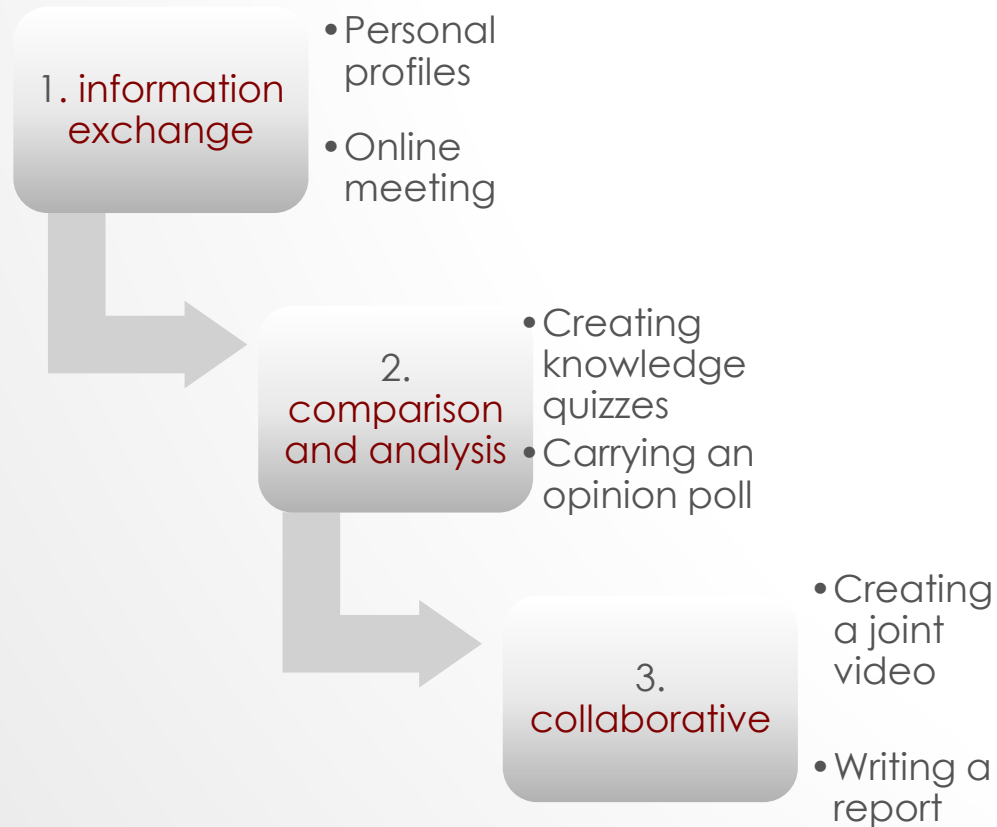 1. information
exchange
•Personal
profiles
•Online
meeting
2.
comparison
and analysis
•Creating
knowledge
quizzes
•Carrying an
opinion poll
3.
collaborative
•Creating
a joint
video
•Writing a
report